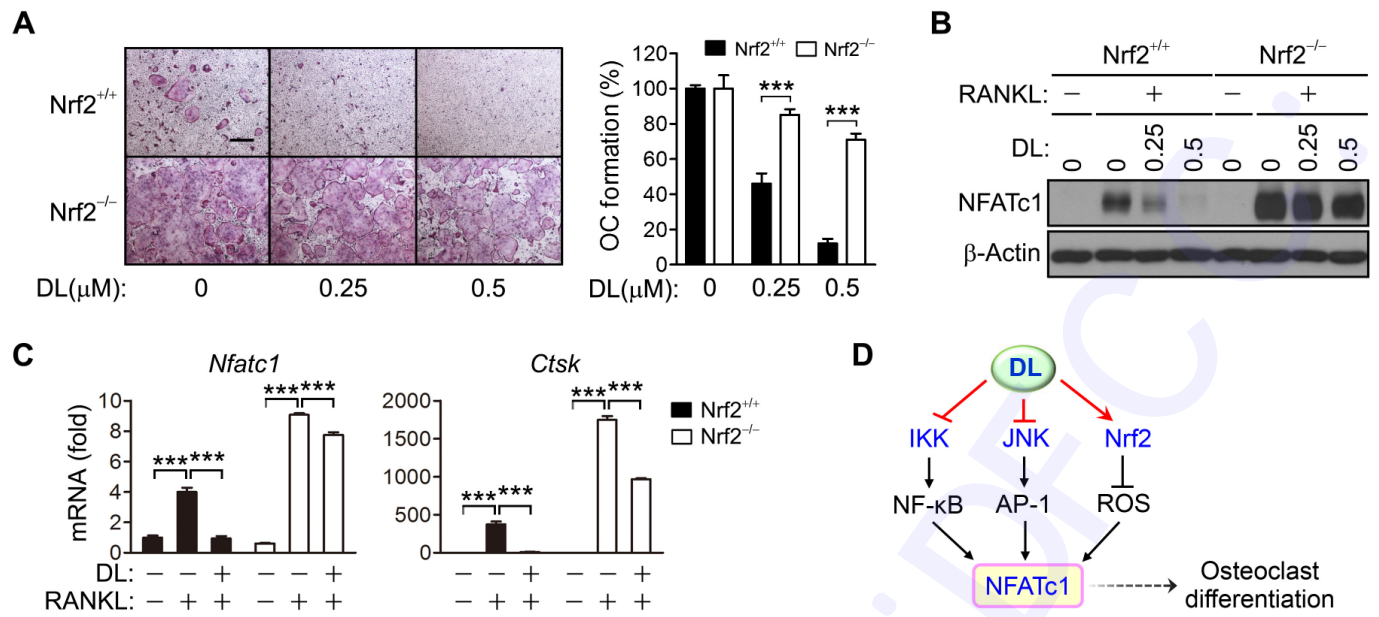 A
Nrf2+/+
Nrf2−/−
DL(μM): 0 0.25 0.5
OC formation (%)
120
100
80
60
40
20
0
Nrf2+/+ Nrf2−/−
***
***
DL(μM): 0 0.25 0.5
B
Nrf2+/+ Nrf2−/−
RANKL: − + − +
DL: 0 0 0.25 0.5 0 0 0.25 0.5
NFATc1
β-Actin
C
Nfatc1
mRNA (fold)
10
8
6
4
2
0
*** ***
*** ***
DL: − − + − − +
RANKL: − + + − + +
Ctsk
2000
1500
1000
500
0
*** ***
*** ***
− − + − − +
− + + − + +
Nrf2+/+
Nrf2−/−
D
DL
IKK JNK Nrf2
NF-κB AP-1 ROS
NFATc1
Osteoclast
differentiation